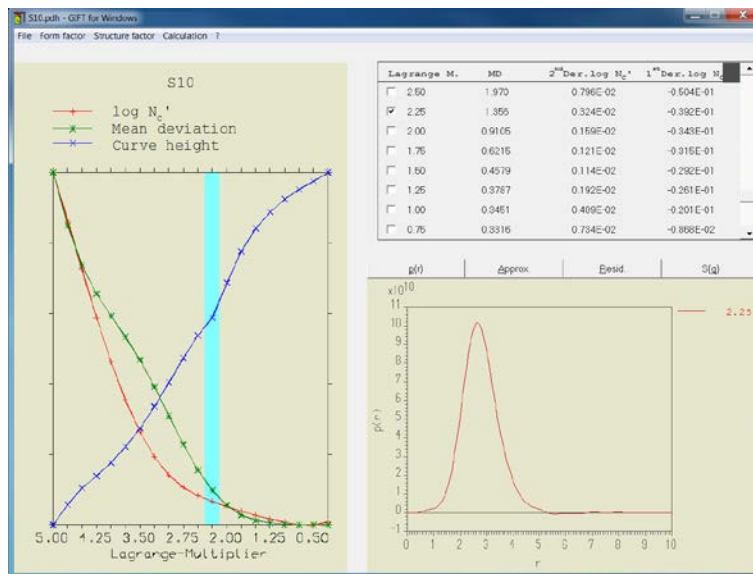 S10.pdh - GIFT for Windows
File Form factor Structure factor Calculation ?
S10
log Nc'
Mean deviation
Curve height
5.00 4.25 3.50 2.75 2.00 1.25 0.50
Lagrange-Multiplier
Lagrange M. MD 2nd Der.log Nc' 1st Der.log Nc
2.50 1.970 0.796E-02 -0.504E-01
2.25 1.356 0.324E-02 -0.392E-01
2.00 0.9105 0.159E-02 -0.343E-01
1.75 0.6215 0.121E-02 -0.315E-01
1.50 0.4579 0.114E-02 -0.292E-01
1.25 0.3787 0.192E-02 -0.261E-01
1.00 0.3451 0.409E-02 -0.201E-01
0.75 0.3316 0.734E-02 -0.868E-02
p(r) Approx. Resid. S(q)
x10^10
11
10
9
8
7
6
5
4
3
2
1
0
-1
p(r)
2.25
0 1 2 3 4 5 6 7 8 9 10
r